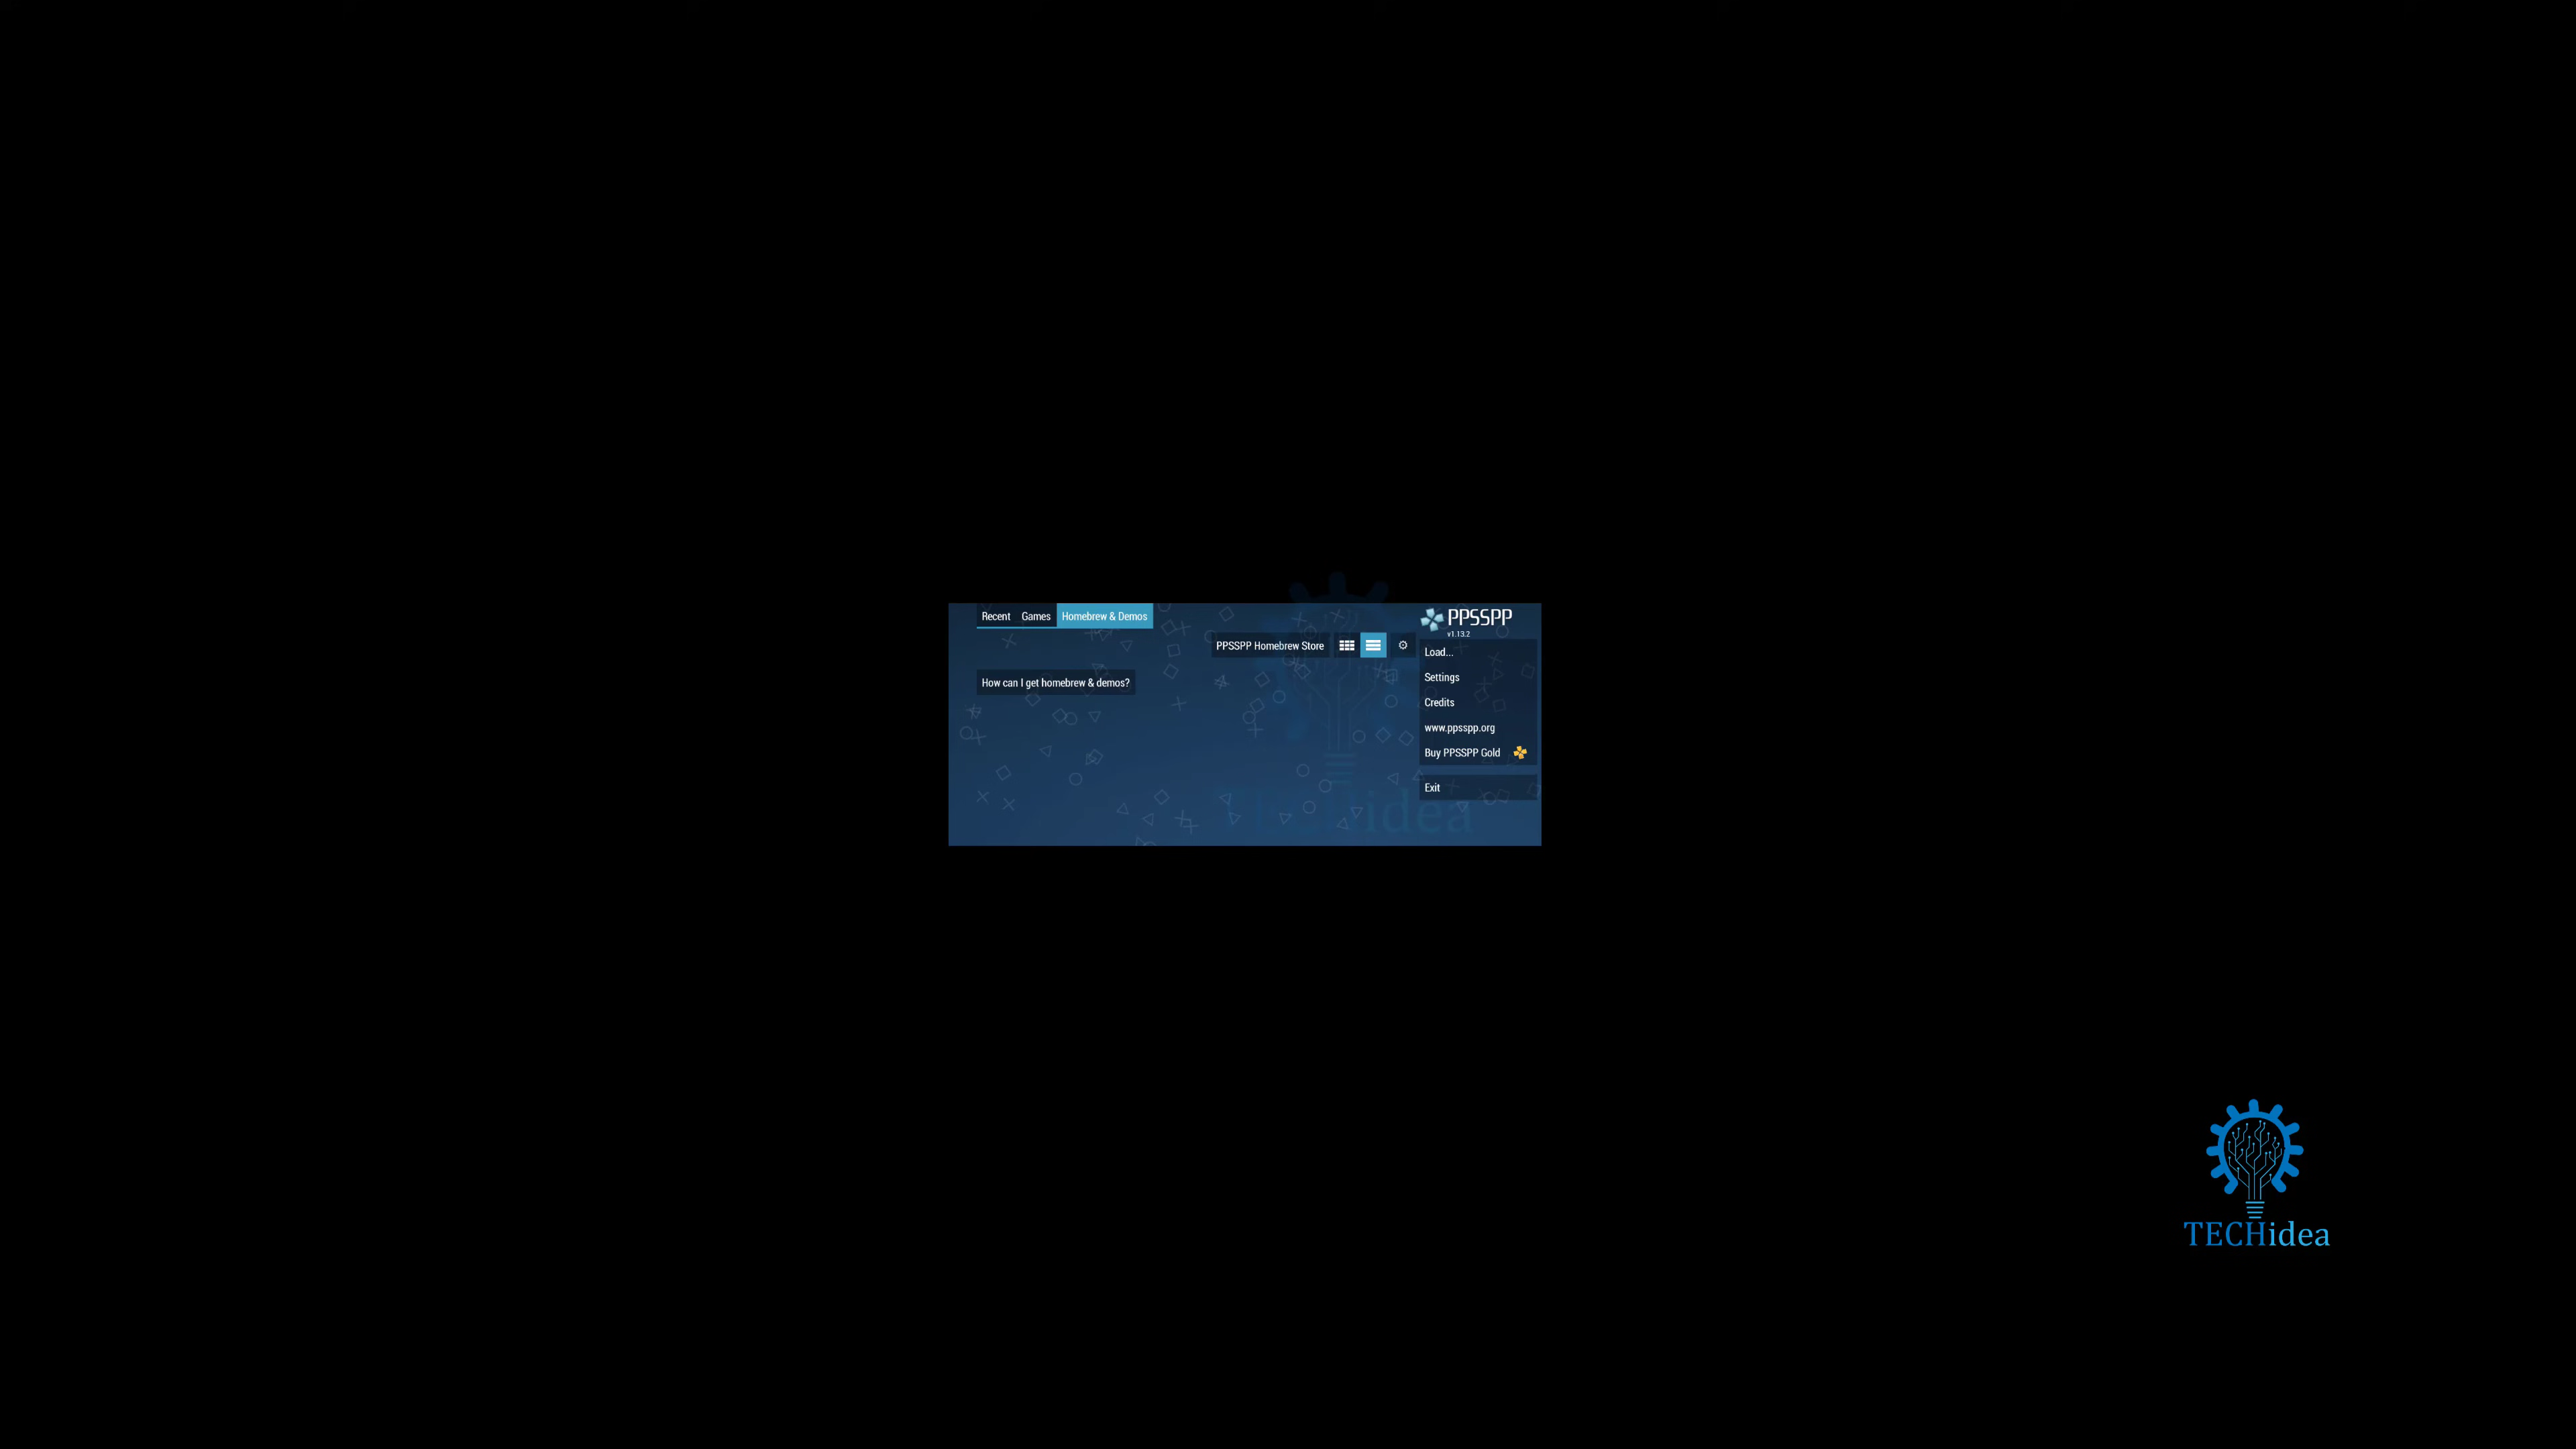 Recent Games Homebrew & Demos
PPSSPP
v1.13.2
PPSSPP Homebrew Store
Load...
How can I get homebrew & demos?
Settings
Credits
www.ppsspp.org
Buy PPSSPP Gold
Exit
TECHidea
idea